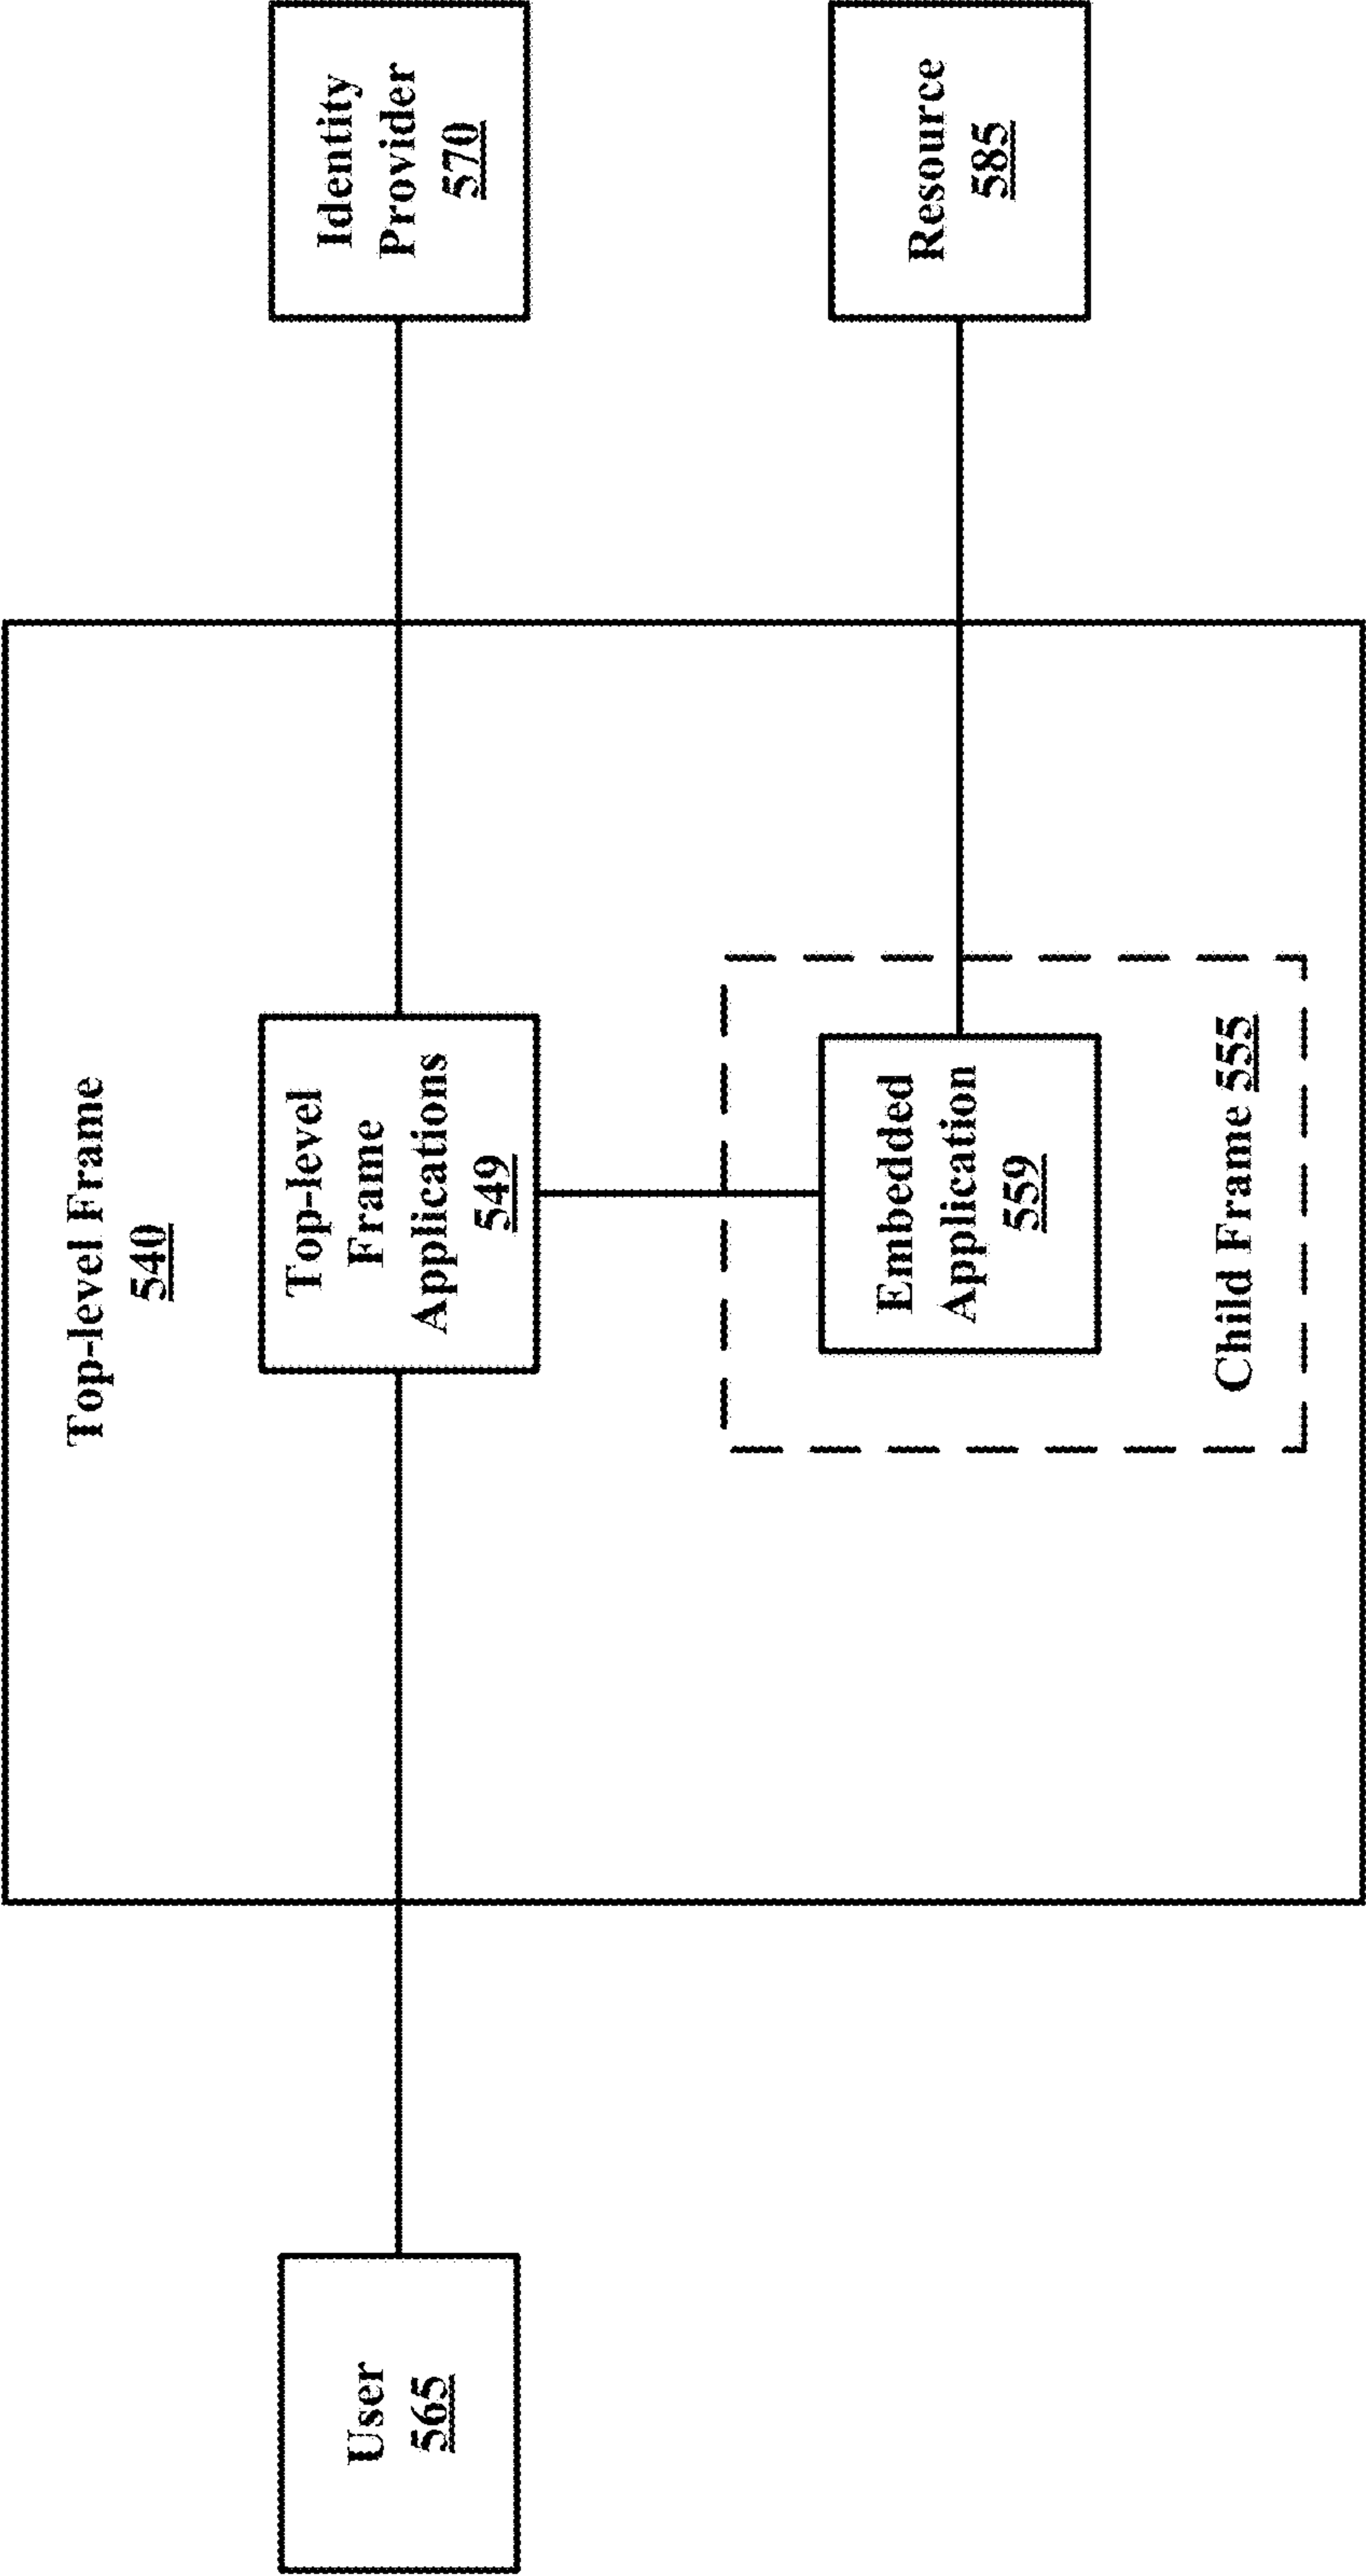 Top-level Frame
540
User
565
Top-level
Frame
Applications
549
Identity
Provider
570
Embedded
Application
559
Child Frame 555
Resource
585